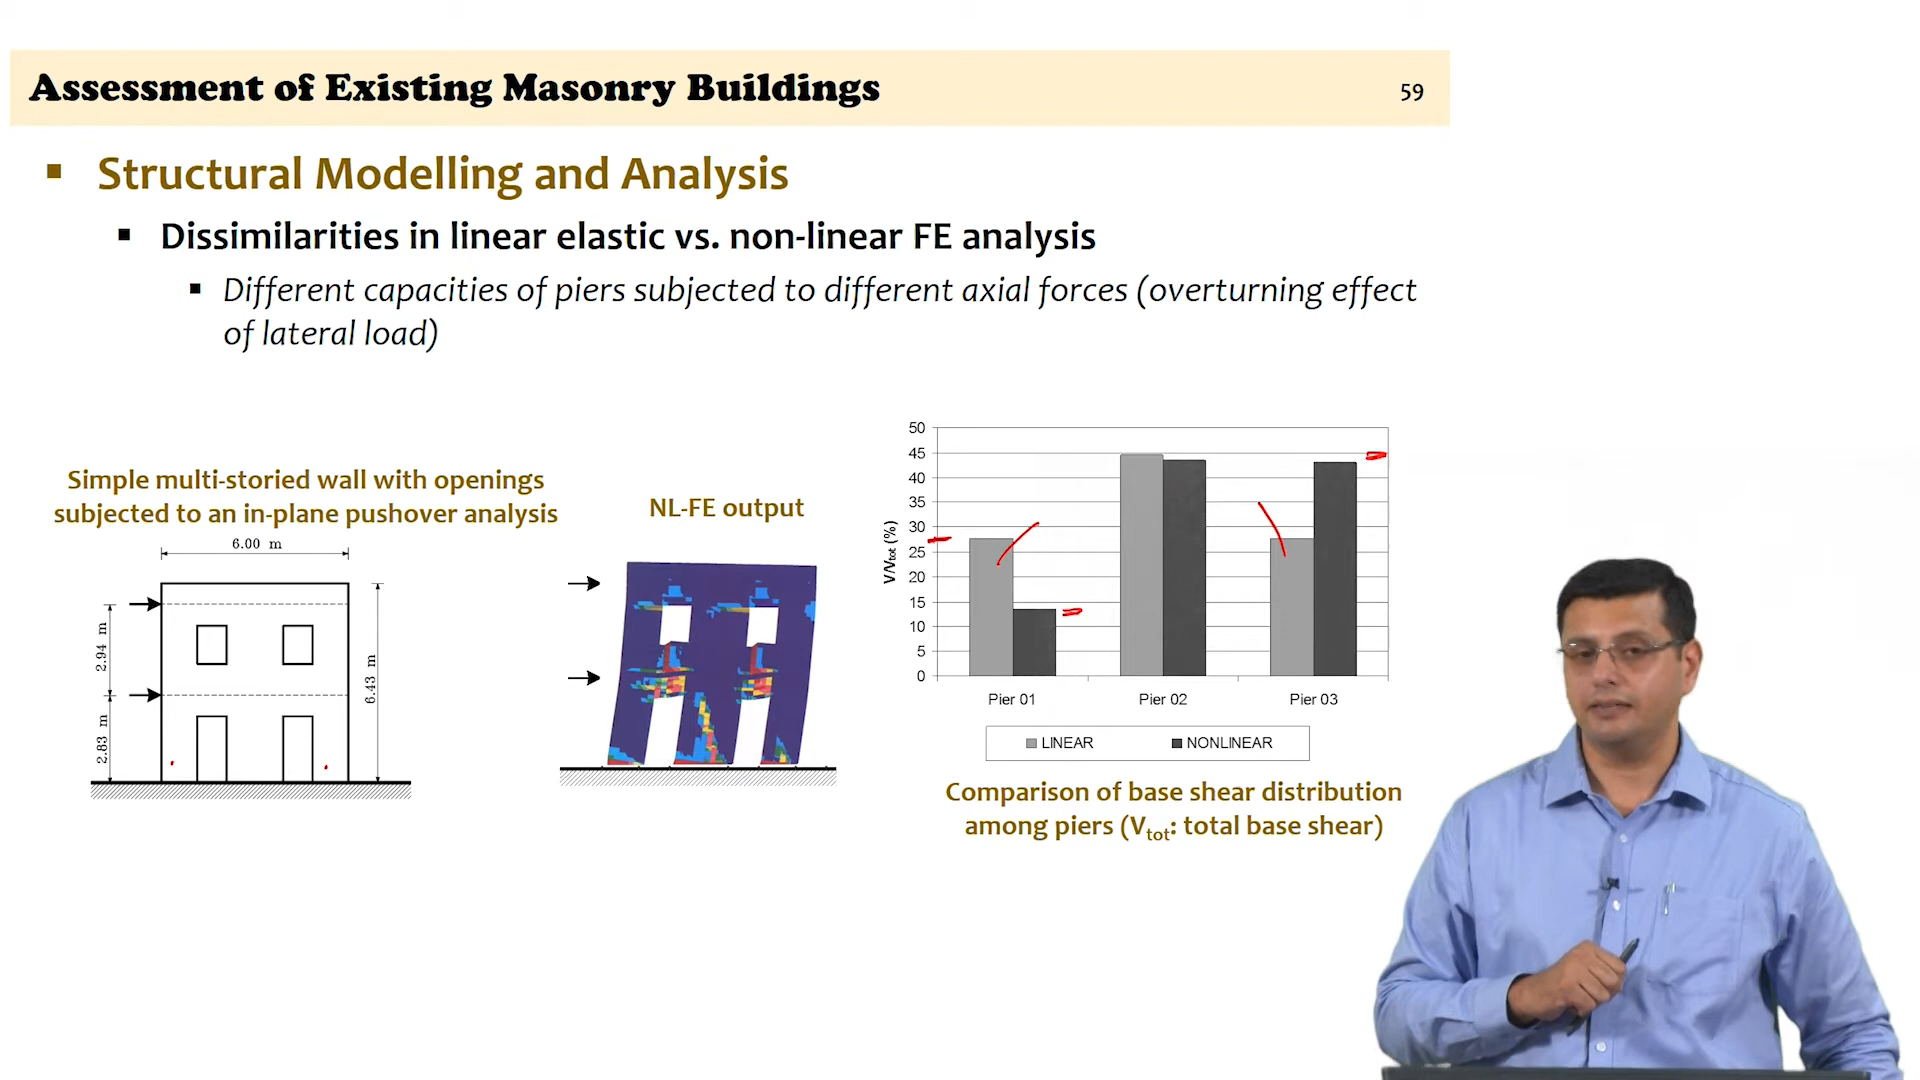 Assessment of Existing Masonry Buildings
59
Structural Modelling and Analysis
Dissimilarities in linear elastic vs. non-linear FE analysis
Different capacities of piers subjected to different axial forces (overturning effect
of lateral load)
Simple multi-storied wall with openings
subjected to an in-plane pushover analysis
6.00 m
2.94 m
2.83 m
6.43 m
NL-FE output
V/Vtot (%)
50
45
40
35
30
25
20
15
10
5
0
Pier 01
Pier 02
Pier 03
LINEAR
NONLINEAR
Comparison of base shear distribution
among piers (Vtot: total base shear)